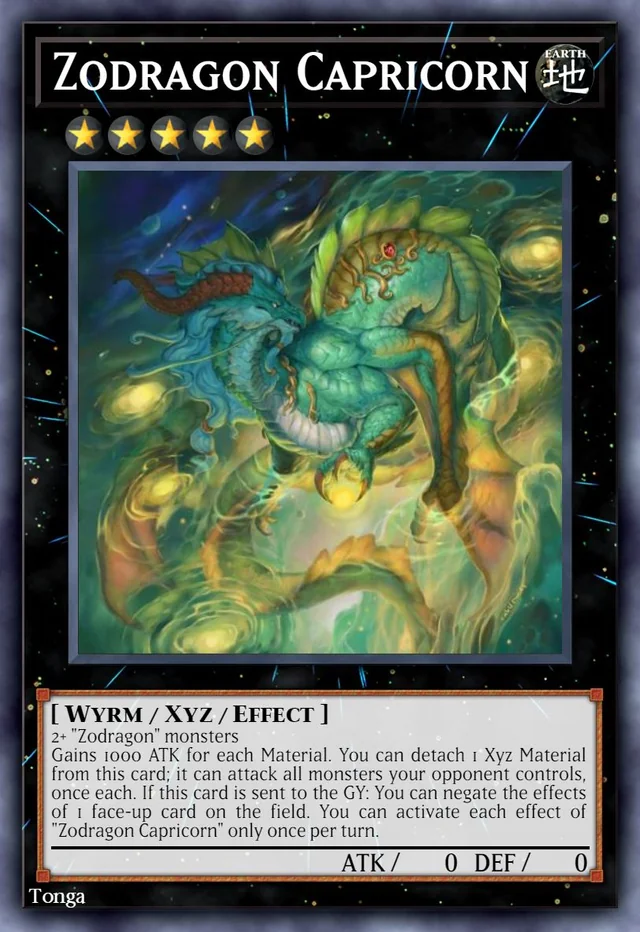 Zodragon Capricorn
EARTH
地
[ Wyrm / Xyz / Effect ]
2+ "Zodragon" monsters
Gains 1000 ATK for each Material. You can detach 1 Xyz Material
from this card; it can attack all monsters your opponent controls,
once each. If this card is sent to the GY: You can negate the effects
of 1 face-up card on the field. You can activate each effect of
"Zodragon Capricorn" only once per turn.
ATK / 0 DEF / 0
Tonga